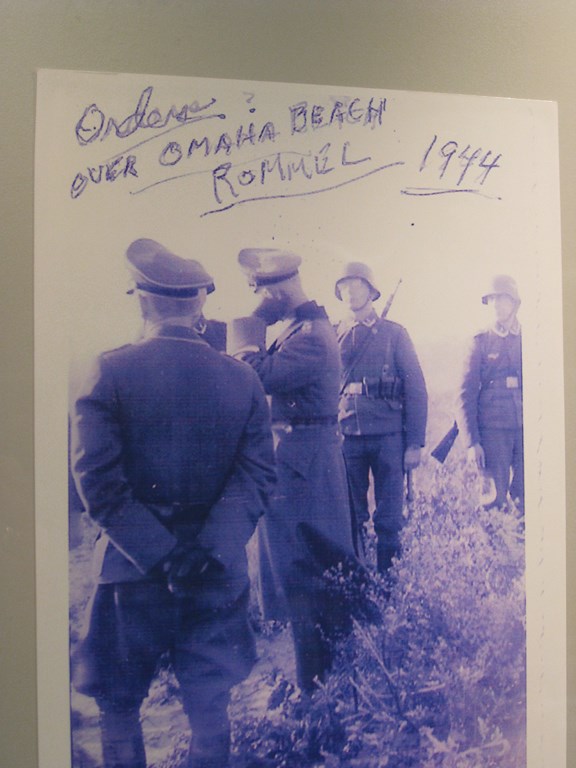 Orders ?
OVER OMAHA BEACH
ROMMEL 1944